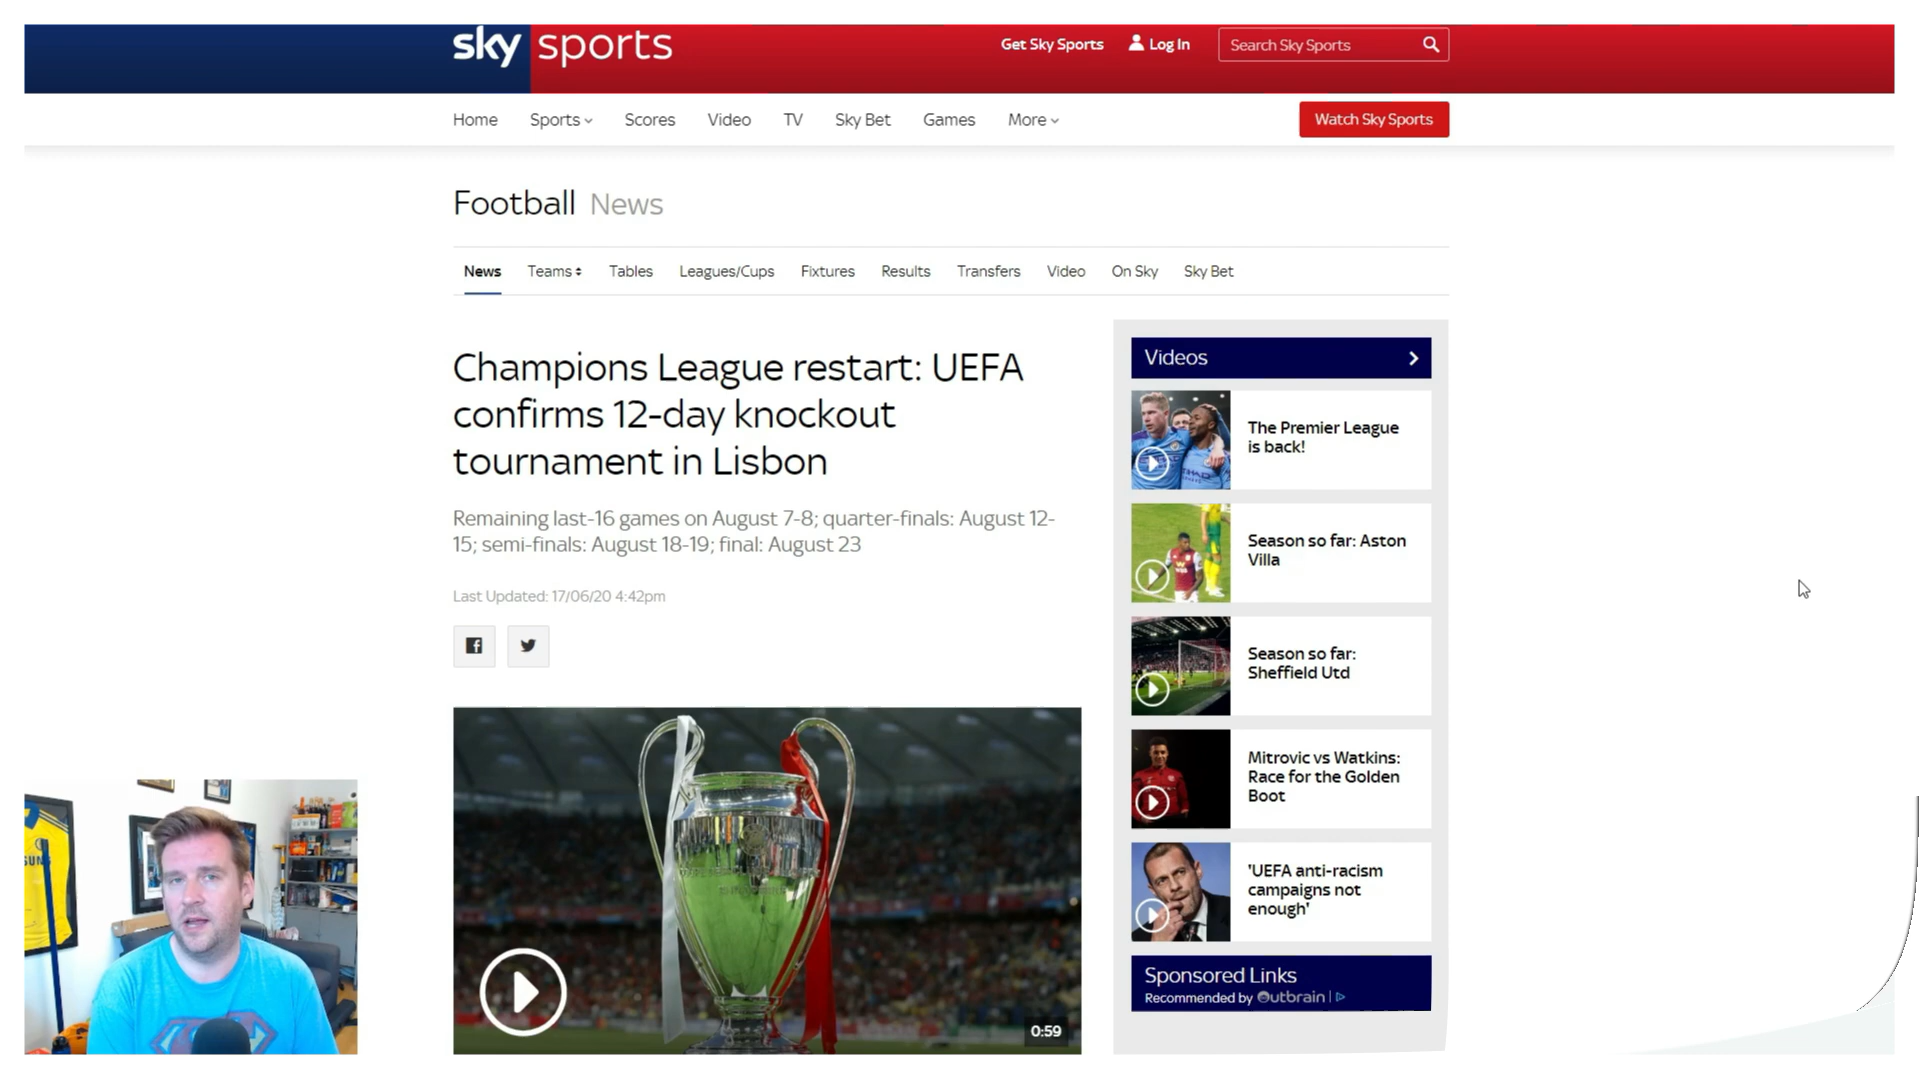 sky sports
Get Sky Sports
Log In
Search Sky Sports
Home
Sports
Scores
Video
TV
Sky Bet
Games
More
Watch Sky Sports
Football News
News
Teams
Tables
Leagues/Cups
Fixtures
Results
Transfers
Video
On Sky
Sky Bet
Champions League restart: UEFA
confirms 12-day knockout
tournament in Lisbon
Remaining last-16 games on August 7-8; quarter-finals: August 12-
15; semi-finals: August 18-19; final: August 23
Last Updated: 17/06/20 4:42pm
0:59
Videos
The Premier League
is back!
Season so far: Aston
Villa
Season so far:
Sheffield Utd
Mitrovic vs Watkins:
Race for the Golden
Boot
'UEFA anti-racism
campaigns not
enough'
Sponsored Links
Recommended by Outbrain